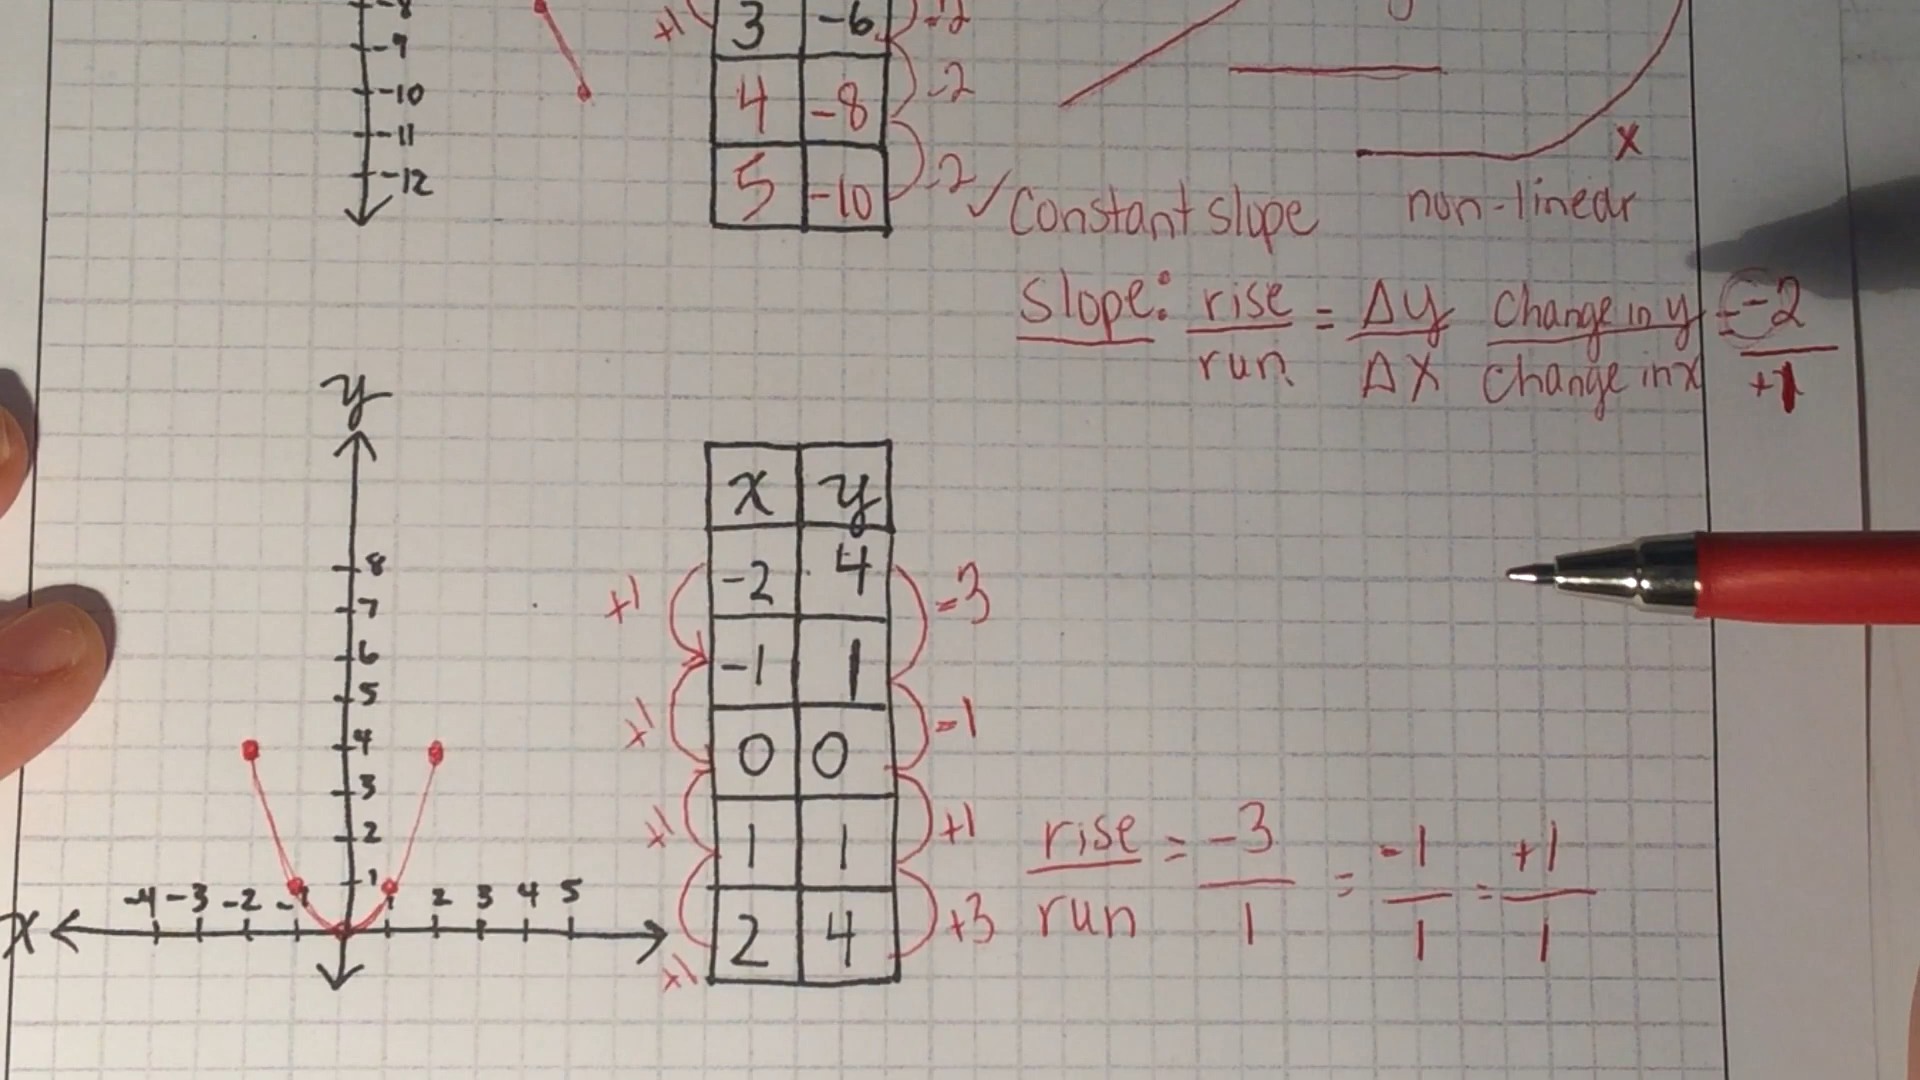 -8
-9
-10
-11
-12
+1 3 -6 -2
4 -8 -2
5 -10 -2
✓ Constant slope
x
non-linear
Slope: rise/run = Δy/Δx change in y/change in x = -2/+1
y
8
7
6
5
4
3
2
1
-4 -3 -2 -1 1 2 3 4 5
x
x y
+1 -2 4 -3
+1 -1 1 -1
+1 0 0 +1
+1 1 1 +3
2 4
rise/run = -3/1 = -1/1 = +1/1